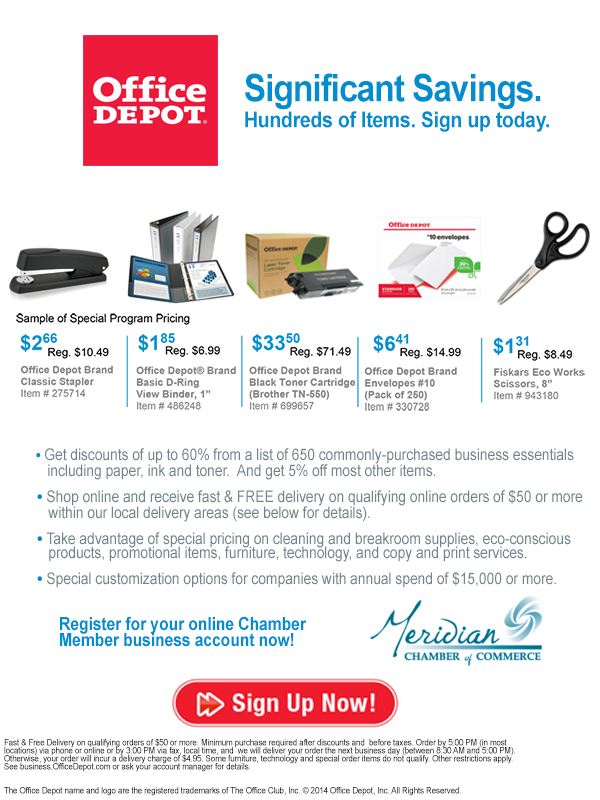 Office
DEPOT.
Significant Savings.
Hundreds of Items. Sign up today.
Office DEPOT
Office DEPOT
#10 envelopes
Sample of Special Program Pricing
$2.66 Reg. $10.49
Office Depot Brand
Classic Stapler
Item # 275714
$1.85 Reg. $6.99
Office Depot® Brand
Basic D-Ring
View Binder, 1”
Item # 486248
$33.50 Reg. $71.49
Office Depot Brand
Black Toner Cartridge
(Brother TN-550)
Item # 699657
$6.41 Reg. $14.99
Office Depot Brand
Envelopes #10
(Pack of 250)
Item # 330728
$1.31 Reg. $8.49
Fiskars Eco Works
Scissors, 8”
Item # 943180
• Get discounts of up to 60% from a list of 650 commonly-purchased business essentials
including paper, ink and toner. And get 5% off most other items.
• Shop online and receive fast & FREE delivery on qualifying online orders of $50 or more
within our local delivery areas (see below for details).
• Take advantage of special pricing on cleaning and breakroom supplies, eco-conscious
products, promotional items, furniture, technology, and copy and print services.
• Special customization options for companies with annual spend of $15,000 or more.
Register for your online Chamber
Member business account now!
Meridian
CHAMBER of COMMERCE
Sign Up Now!
Fast & Free Delivery on qualifying orders of $50 or more. Minimum purchase required after discounts and before taxes. Order by 5:00 PM (in most
locations) via phone or online or by 3:00 PM via fax, local time, and we will deliver your order the next business day (between 8:30 AM and 5:00 PM).
Otherwise, your order will incur a delivery charge of $4.95. Some furniture, technology and special order items do not qualify. Other restrictions apply.
See business.OfficeDepot.com or ask your account manager for details.
The Office Depot name and logo are the registered trademarks of The Office Club, Inc. © 2014 Office Depot, Inc. All Rights Reserved.